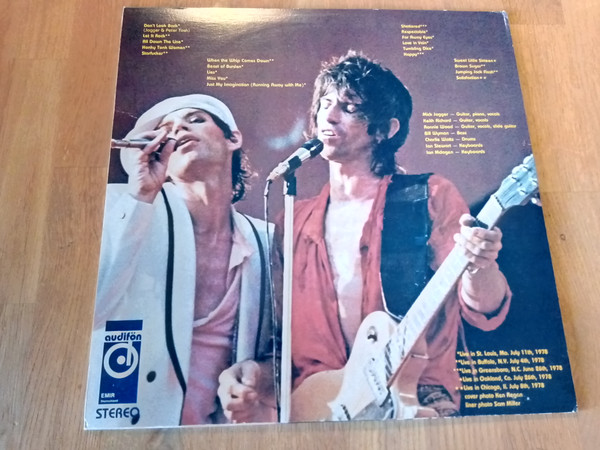 Don't Look Back*
(Jagger & Peter Tosh)
Let It Rock**
All Down The Line*
Honky Tonk Women**
Starfucker**
When the Whip Comes Down**
Beast of Burden*
Lies*
Miss You*
Just My Imagination (Running Away with Me)*
Shattered***
Respectable*
Far Away Eyes*
Love in Vain*
Tumbling Dice*
Happy***
Sweet Little Sixteen+
Brown Sugar**
Jumping Jack Flash**
Satisfaction++
Mick Jagger — Guitar, piano, vocals
Keith Richard — Guitar, vocals
Ronnie Wood — Guitar, vocals, slide guitar
Bill Wyman — Bass
Charlie Watts — Drums
Ian Stewart — Keyboards
Ian Mclagen — Keyboards
audifön
d
EMIR
STEREO
*Live in St. Louis, Mo. July 11th, 1978
**Live in Buffalo, N.Y. July 4th, 1978
***Live in Greensboro, N.C. June 26th, 1978
+Live in Oakland, Ca. July 26th, 1978
++Live in Chicago, Il. July 8th, 1978
cover photo Ken Regan
liner photo Stan Miller